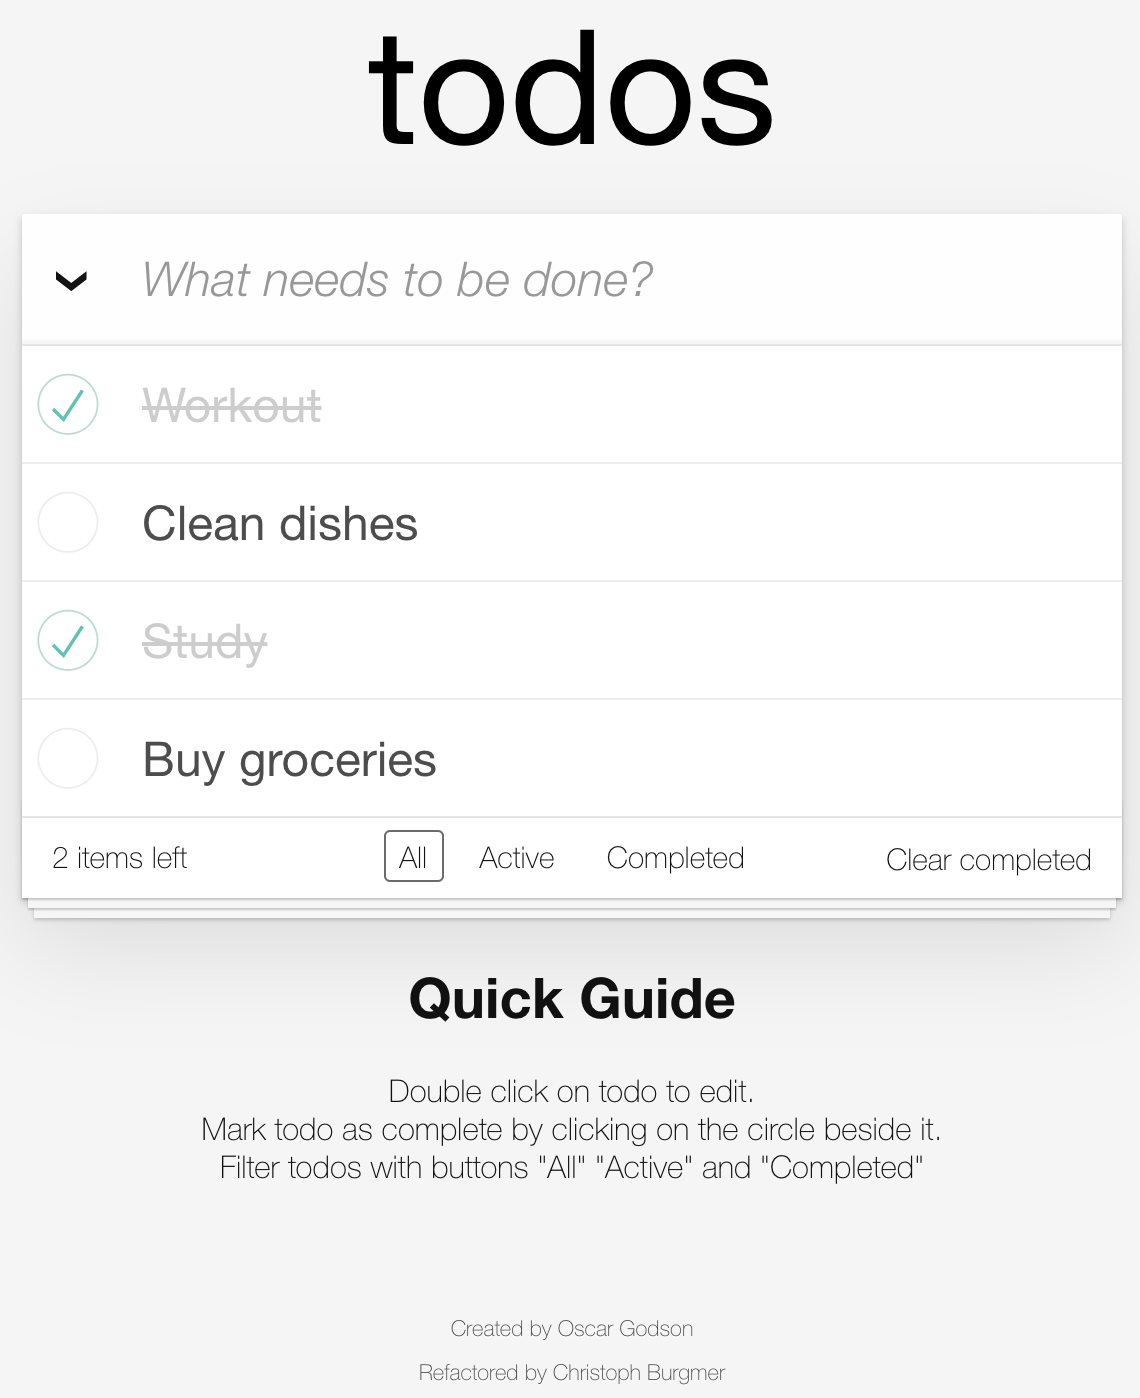 todos
What needs to be done?
Workout
Clean dishes
Study
Buy groceries
2 items left All Active Completed Clear completed
Quick Guide
Double click on todo to edit.
Mark todo as complete by clicking on the circle beside it.
Filter todos with buttons "All" "Active" and "Completed"
Created by Oscar Godson
Refactored by Christoph Burgmer